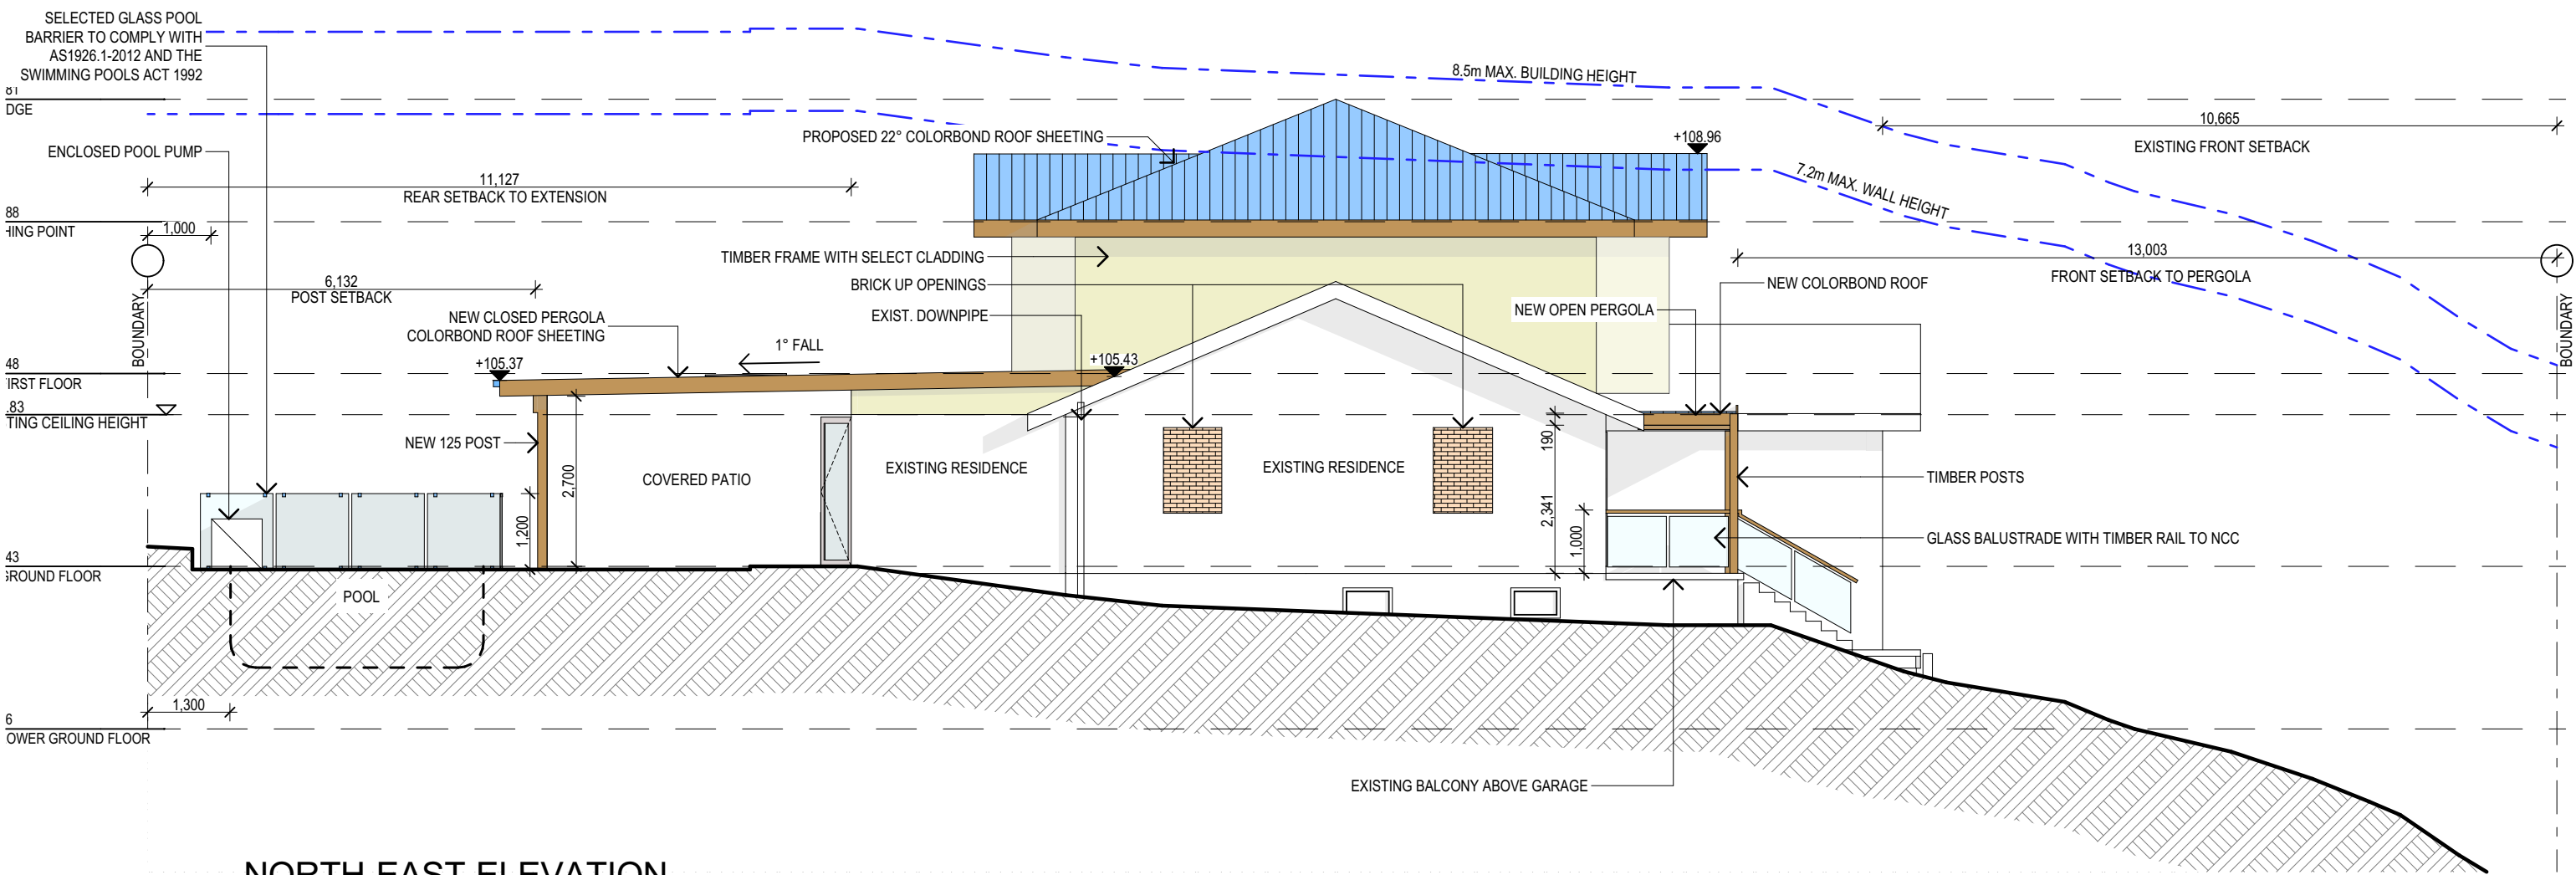 SELECTED GLASS POOL
BARRIER TO COMPLY WITH
AS1926.1-2012 AND THE
SWIMMING POOLS ACT 1992
81
DGE
ENCLOSED POOL PUMP
8.5m MAX. BUILDING HEIGHT
PROPOSED 22° COLORBOND ROOF SHEETING
+108.96
10,665
EXISTING FRONT SETBACK
11,127
REAR SETBACK TO EXTENSION
7.2m MAX. WALL HEIGHT
88
HING POINT
1,000
TIMBER FRAME WITH SELECT CLADDING
13,003
FRONT SETBACK TO PERGOLA
6,132
POST SETBACK
BRICK UP OPENINGS
NEW COLORBOND ROOF
BOUNDARY
BOUNDARY
NEW CLOSED PERGOLA
COLORBOND ROOF SHEETING
EXIST. DOWNPIPE
NEW OPEN PERGOLA
1° FALL
+105.37
+105.43
48
IRST FLOOR
.83
TING CEILING HEIGHT
NEW 125 POST
COVERED PATIO
EXISTING RESIDENCE
EXISTING RESIDENCE
190
2,341
1,000
2,700
1,200
TIMBER POSTS
GLASS BALUSTRADE WITH TIMBER RAIL TO NCC
43
GROUND FLOOR
POOL
1,300
6
OWER GROUND FLOOR
EXISTING BALCONY ABOVE GARAGE
NORTH EAST ELEVATION